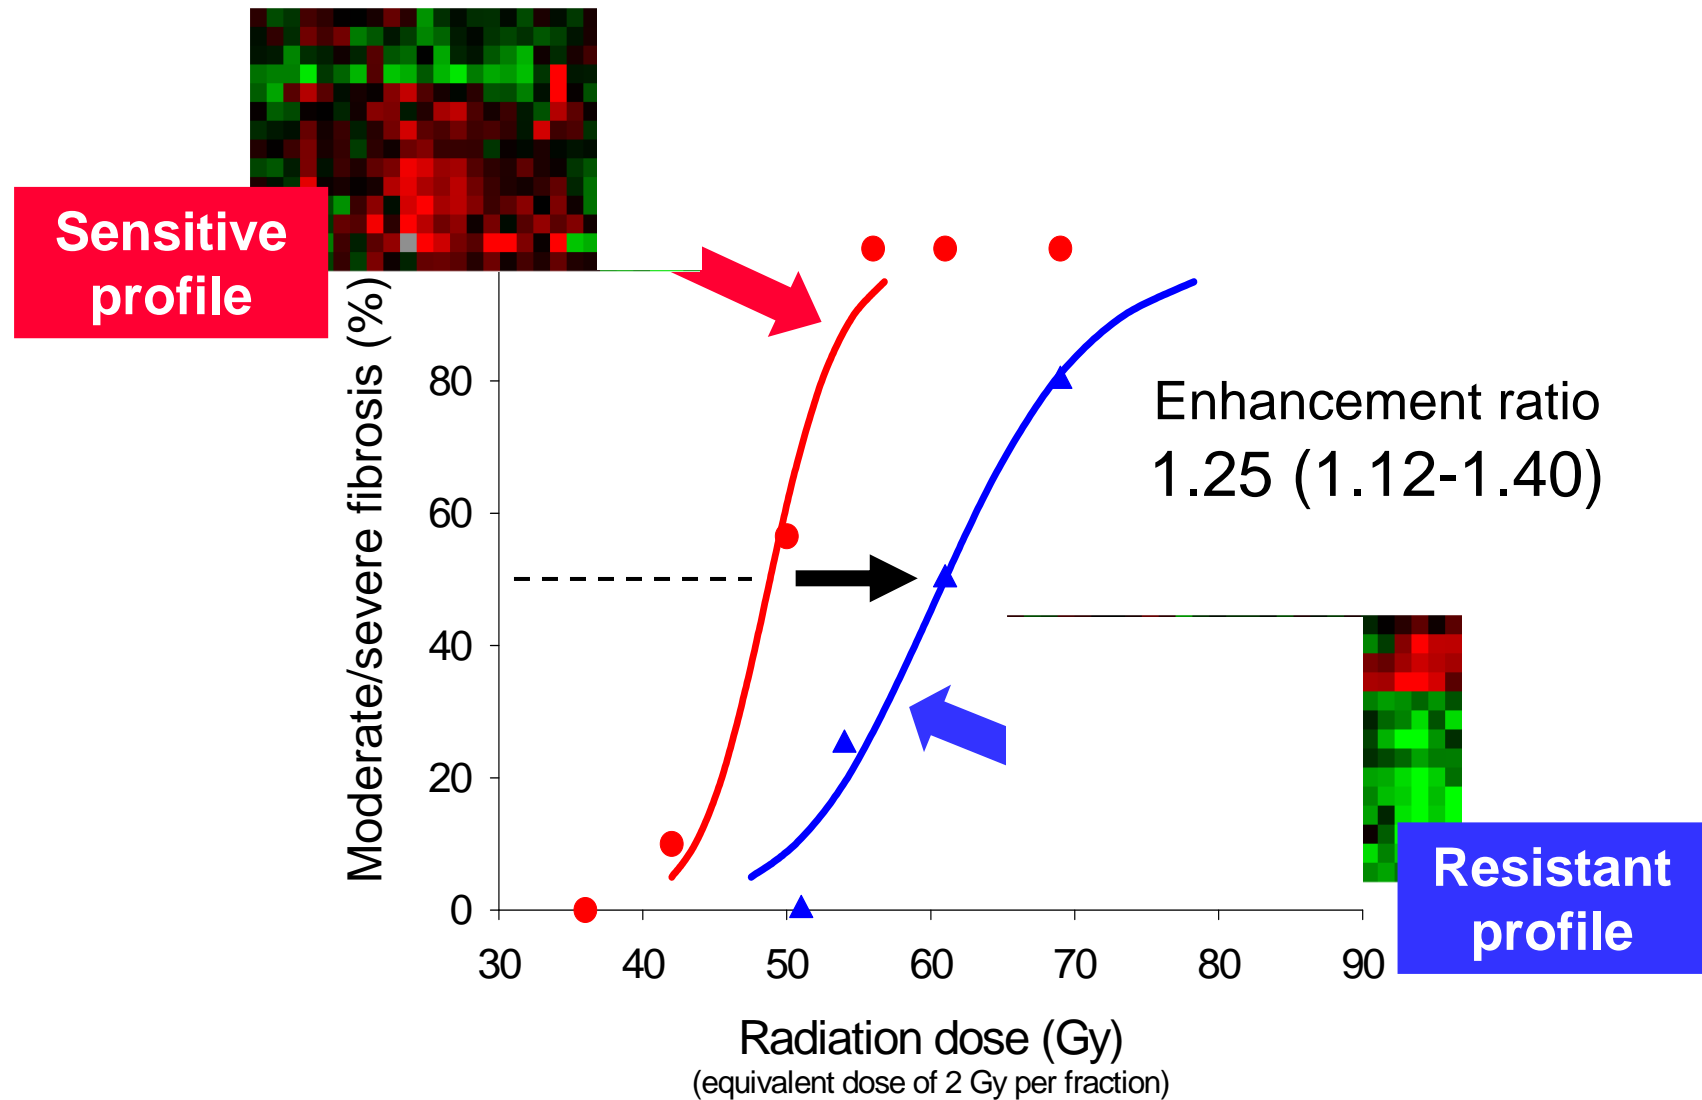 Sensitive
profile
Moderate/severe fibrosis (%)
80
60
40
20
0
30 40 50 60 70 80 90
Enhancement ratio
1.25 (1.12-1.40)
Resistant
profile
Radiation dose (Gy)
(equivalent dose of 2 Gy per fraction)